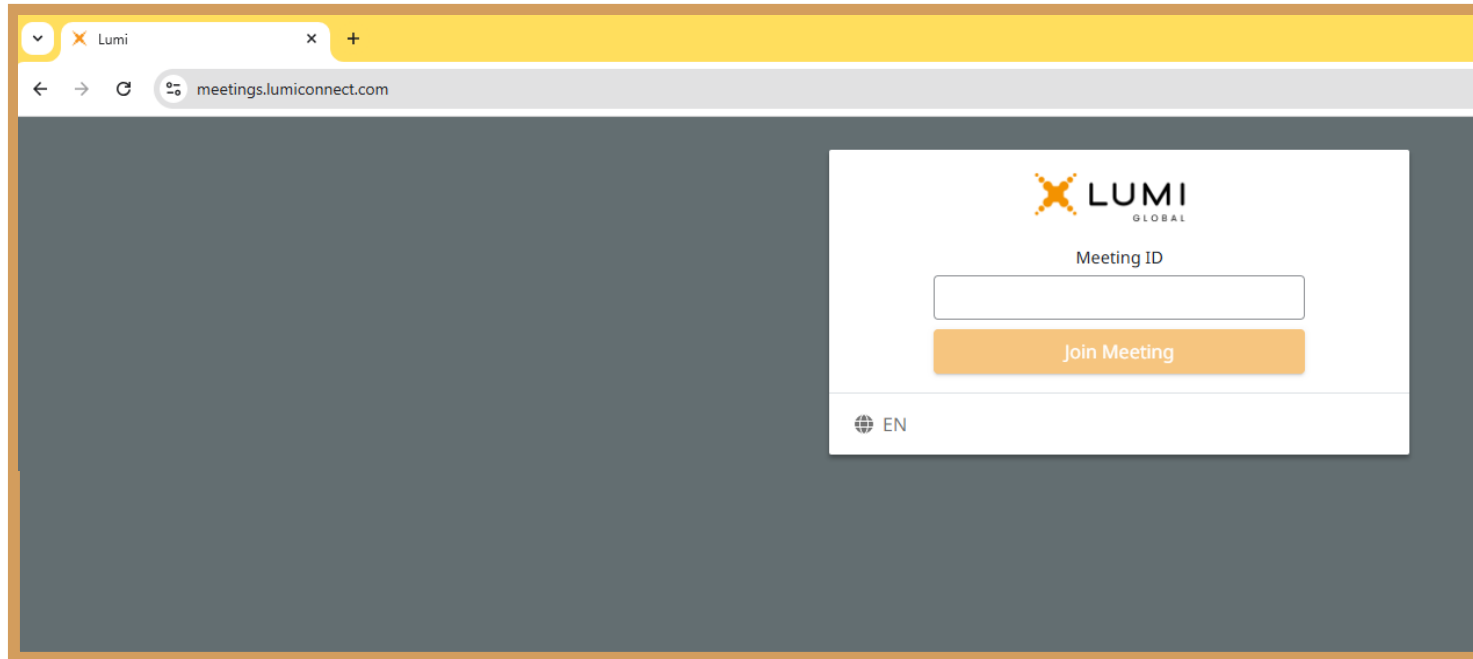 Lumi
meetings.lumiconnect.com
LUMI
GLOBAL
Meeting ID
Join Meeting
EN